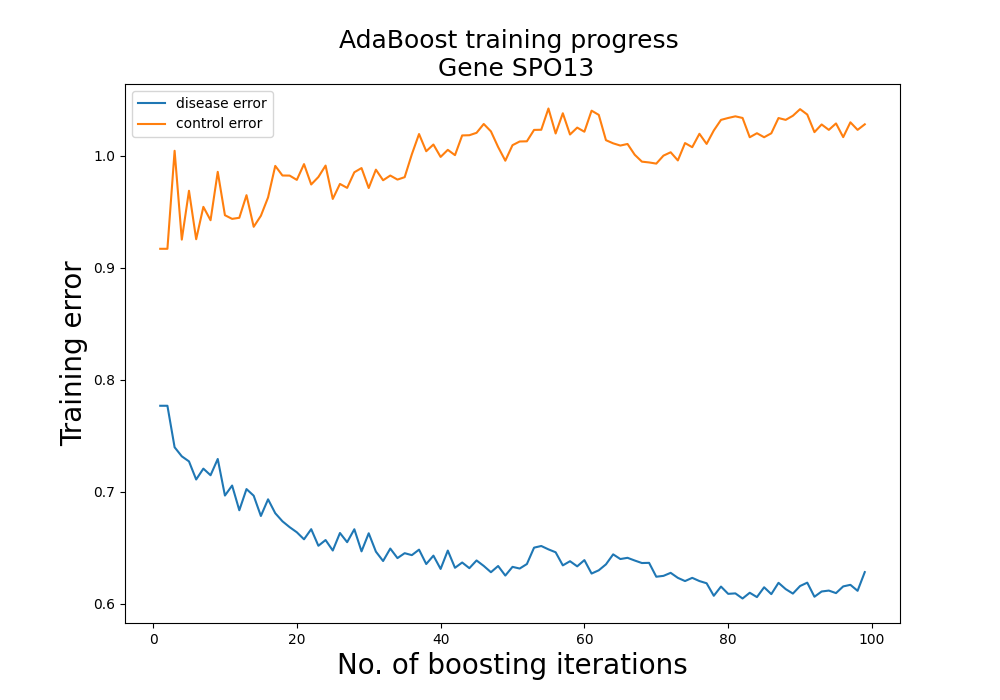 AdaBoost training progress
Gene SPO13
disease error
control error
Training error
1.0
0.9
0.8
0.7
0.6
0
20
40
60
80
100
No. of boosting iterations